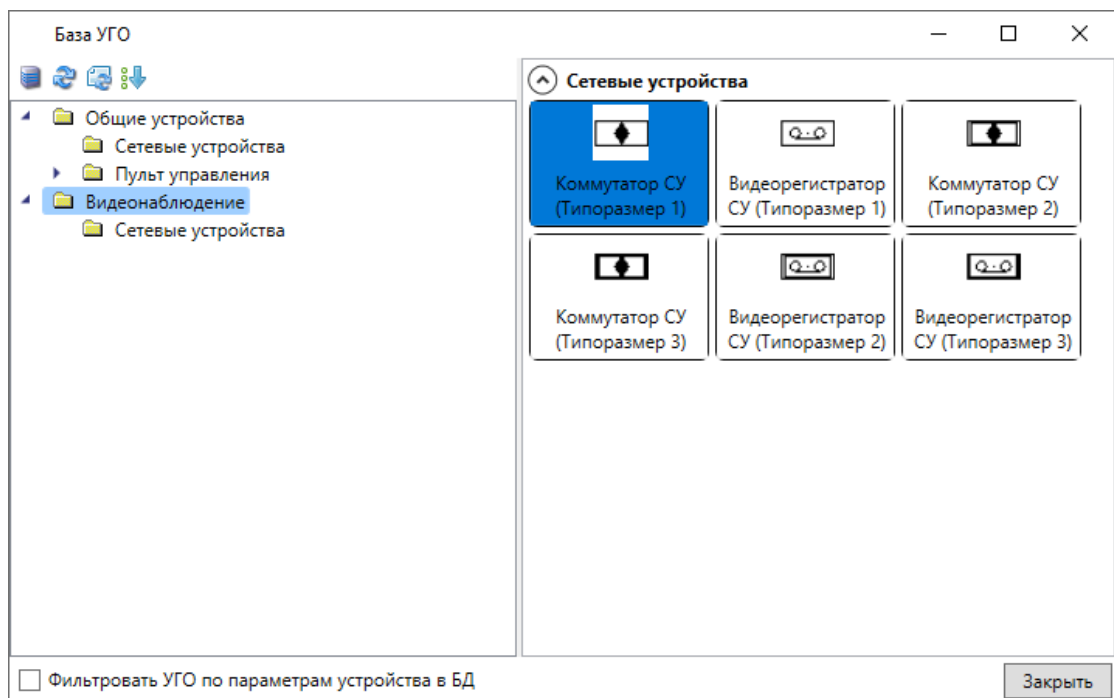 База УГО
Общие устройства
Сетевые устройства
Пульт управления
Видеонаблюдение
Сетевые устройства
Сетевые устройства
Коммутатор СУ
(Типоразмер 1)
Видеорегистратор
СУ (Типоразмер 1)
Коммутатор СУ
(Типоразмер 2)
Коммутатор СУ
(Типоразмер 3)
Видеорегистратор
СУ (Типоразмер 2)
Видеорегистратор
СУ (Типоразмер 3)
Фильтровать УГО по параметрам устройства в БД
Закрыть